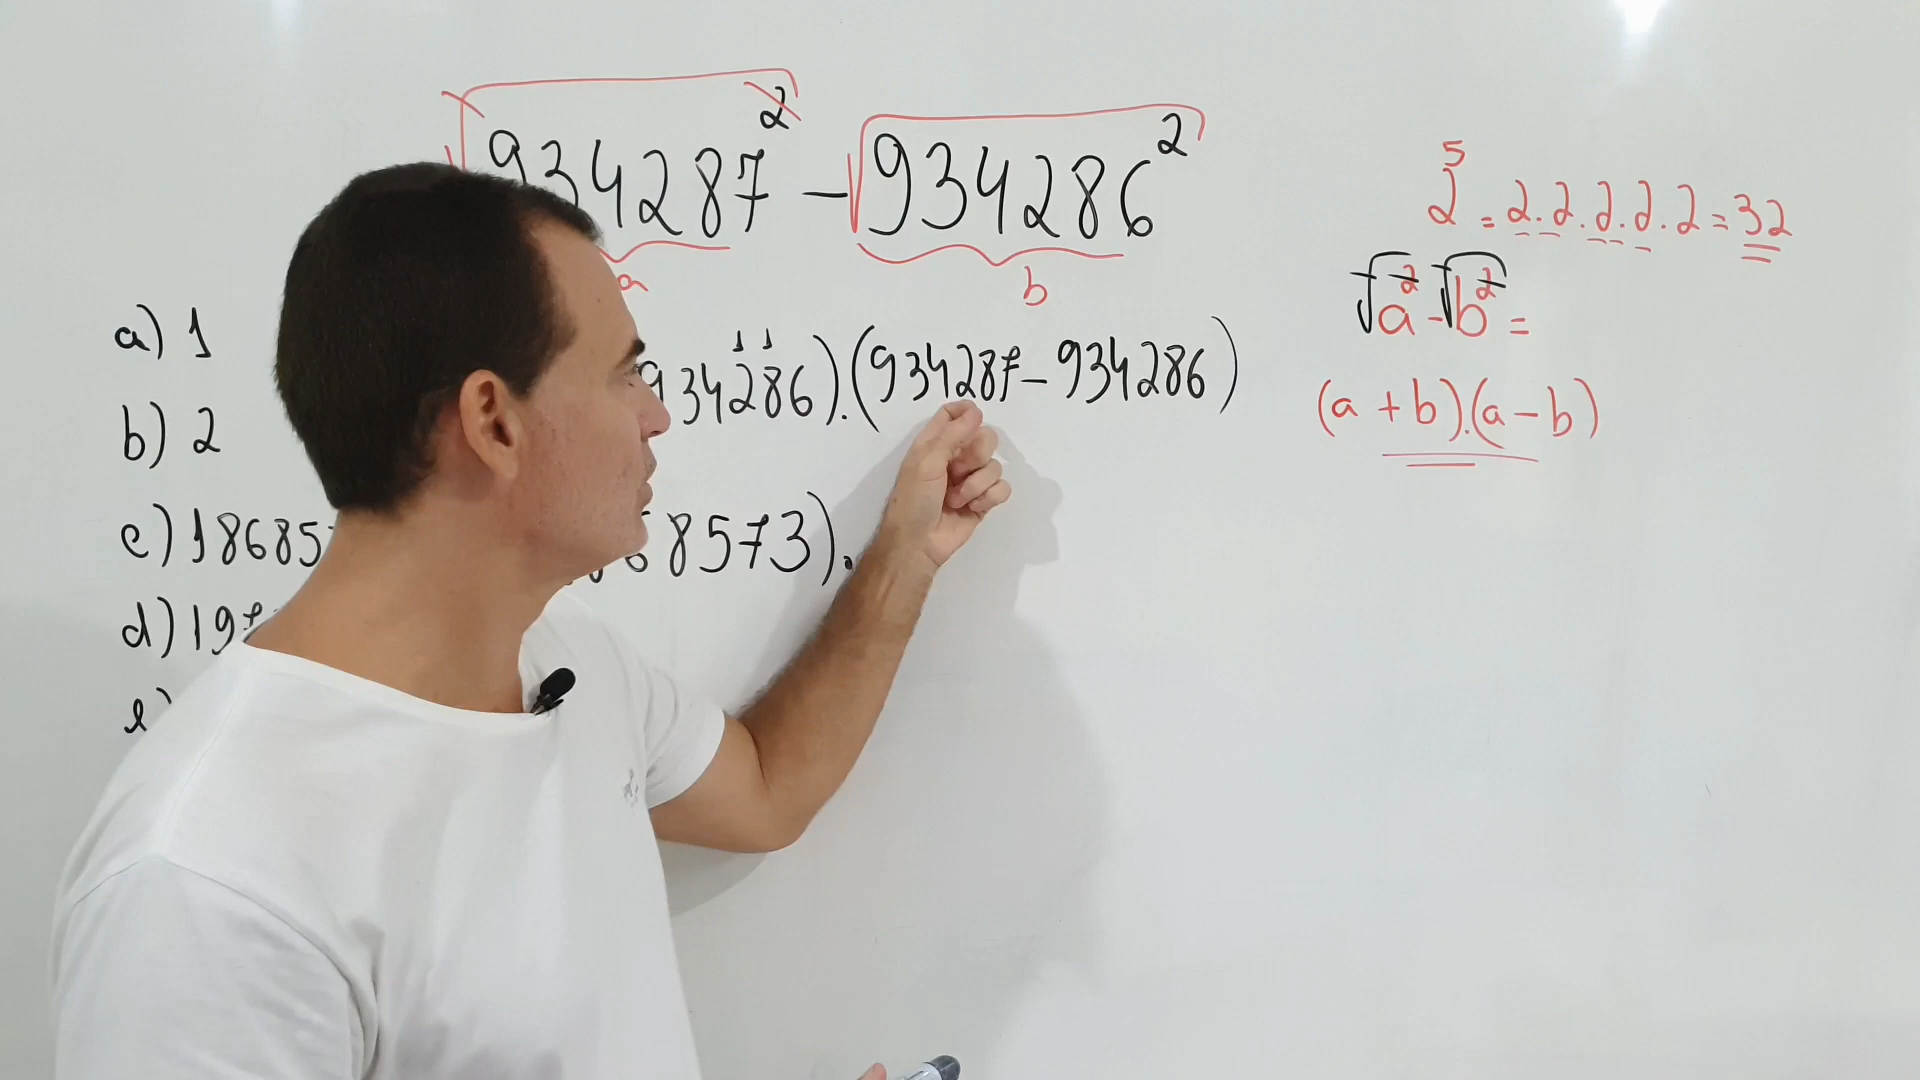 934287² - 934286²
a b
934286).(934287-934286)
8573).
a) 1
b) 2
c) 18685
d) 19
e)
2⁵ = 2.2.2.2.2 = 32
√a² - √b² =
(a + b).(a - b)